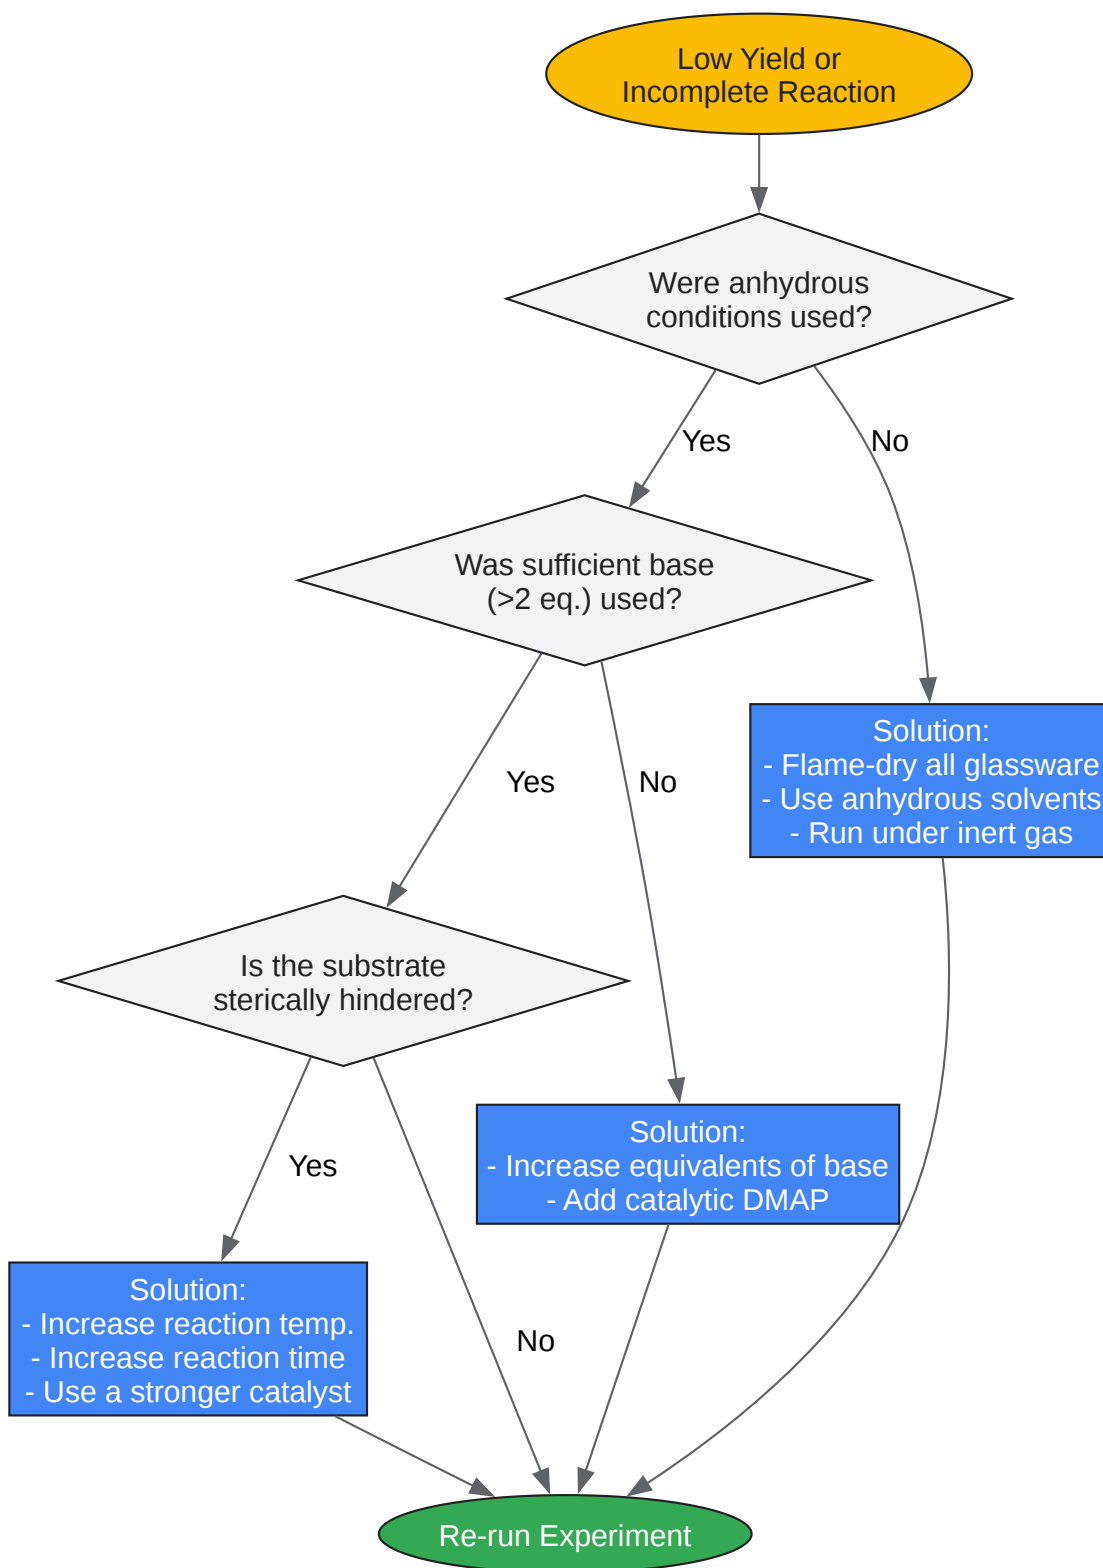 Low Yield or
Incomplete Reaction
Were anhydrous
conditions used?
Yes
No
Was sufficient base
(>2 eq.) used?
Solution:
- Flame-dry all glassware
- Use anhydrous solvents
- Run under inert gas
Yes
No
Is the substrate
sterically hindered?
Solution:
- Increase equivalents of base
- Add catalytic DMAP
Yes
No
Solution:
- Increase reaction temp.
- Increase reaction time
- Use a stronger catalyst
Re-run Experiment